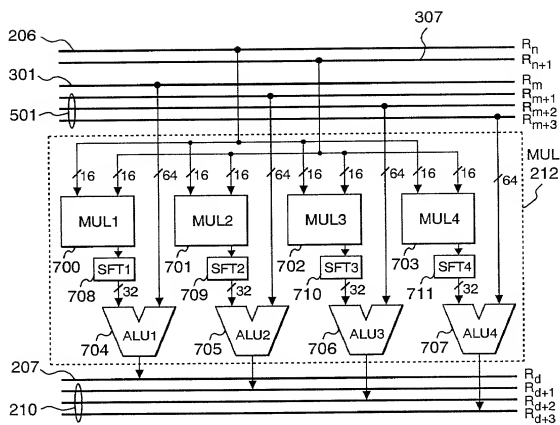 206
307
Rn
Rn+1
301
Rm
Rm+1
501
Rm+2
Rm+3
MUL
212
16 16 64 16 16 64 16 16 64 16 16 64
MUL1 MUL2 MUL3 MUL4
700 701 702 703
SFT1 SFT2 SFT3 SFT4
708 709 710 711
32 32 32 32
ALU1 ALU2 ALU3 ALU4
704 705 706 707
207
Rd
210
Rd+1
Rd+2
Rd+3